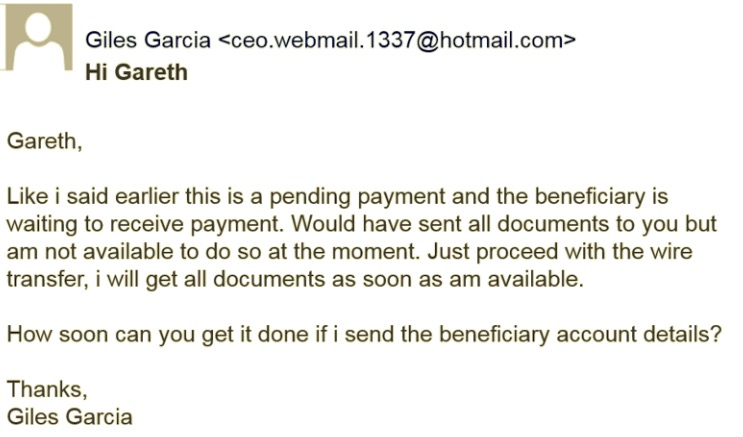 Giles Garcia <ceo.webmail.1337@hotmail.com>
Hi Gareth
Gareth,
Like i said earlier this is a pending payment and the beneficiary is
waiting to receive payment. Would have sent all documents to you but
am not available to do so at the moment. Just proceed with the wire
transfer, i will get all documents as soon as am available.
How soon can you get it done if i send the beneficiary account details?
Thanks,
Giles Garcia